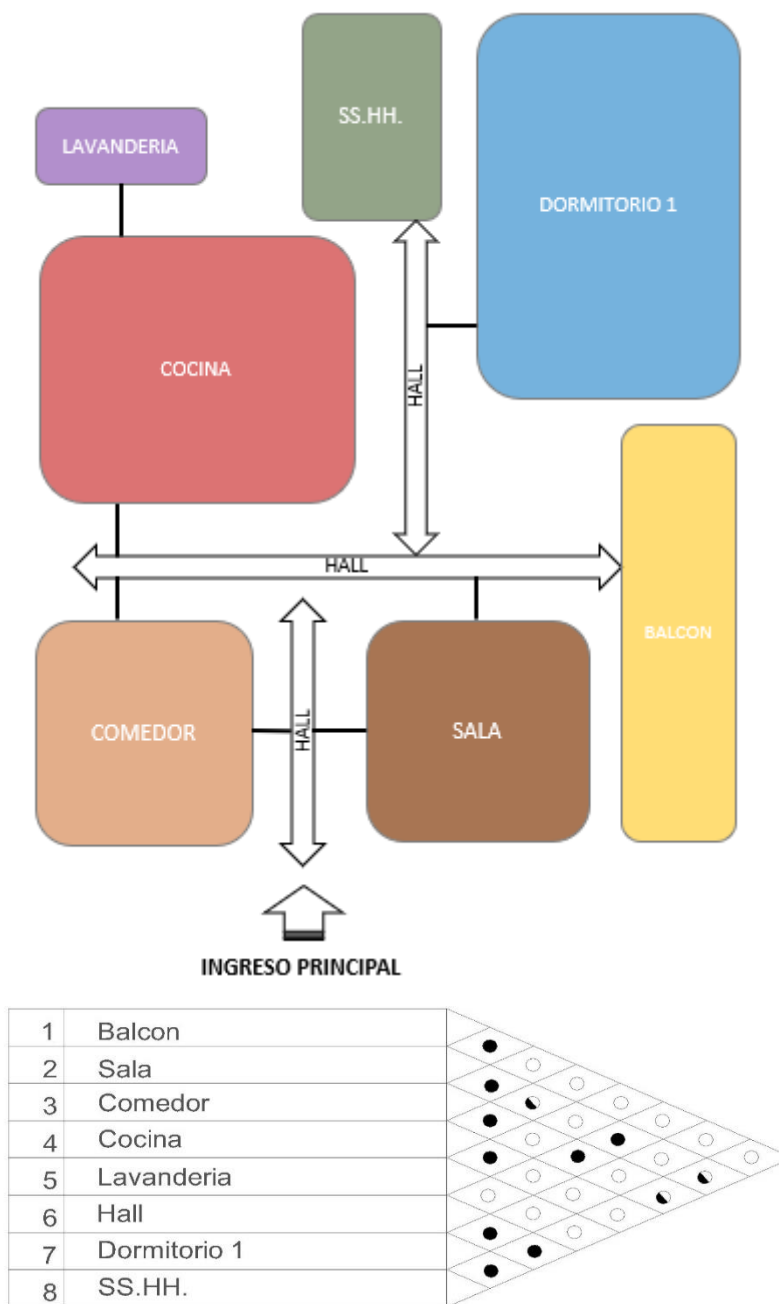 SS.HH.
LAVANDERIA
DORMITORIO 1
COCINA
HALL
HALL
BALCON
COMEDOR
HALL
SALA
INGRESO PRINCIPAL
1 Balcon
2 Sala
3 Comedor
4 Cocina
5 Lavanderia
6 Hall
7 Dormitorio 1
8 SS.HH.